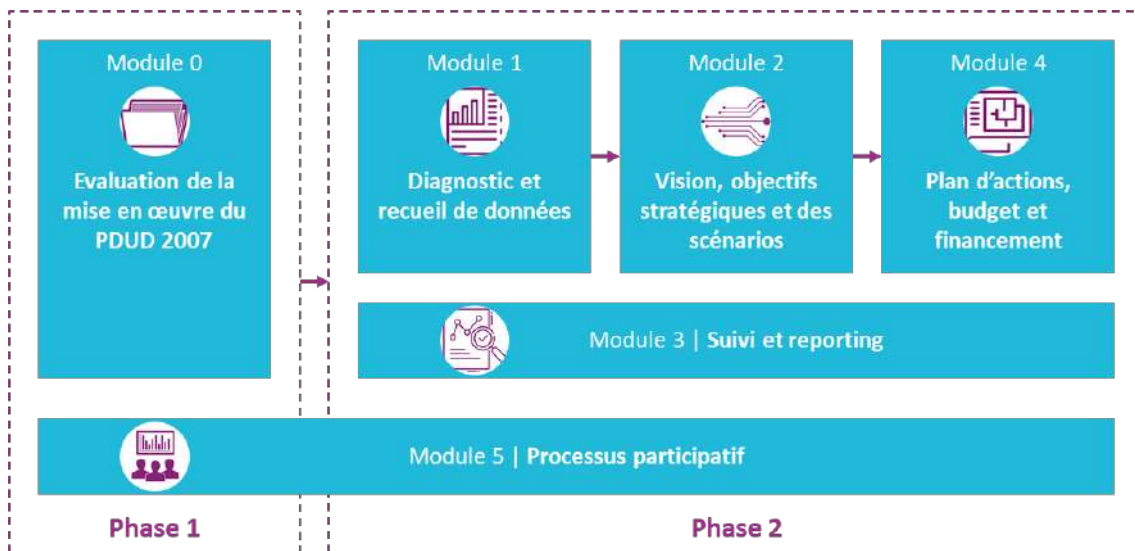 Module 0
Evaluation de la
mise en œuvre du
PDUD 2007
Module 1
Diagnostic et
recueil de données
Module 2
Vision, objectifs
stratégiques et des
scénarios
Module 4
Plan d’actions,
budget et
financement
Module 3 | Suivi et reporting
Module 5 | Processus participatif
Phase 1
Phase 2